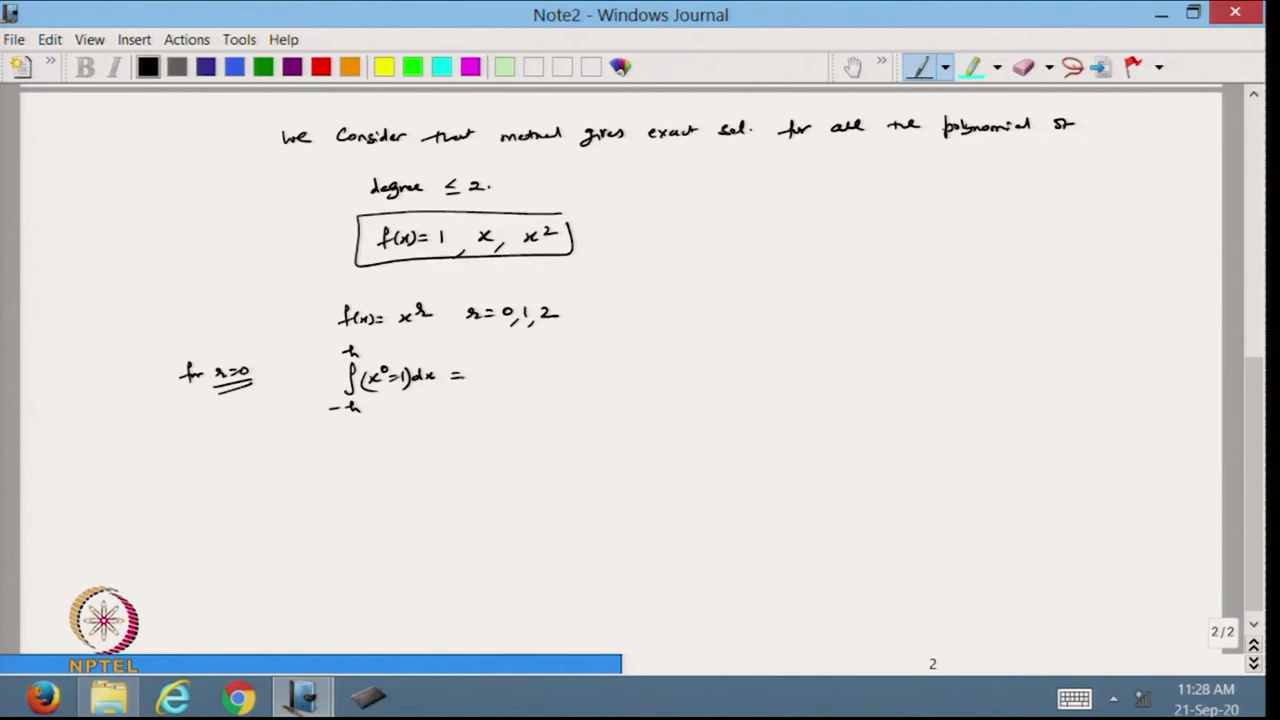 Note2 - Windows Journal
File Edit View Insert Actions Tools Help
We Consider that method gives exact sol. for all the polynomial of
degree ≤ 2.
f(x)= 1 , x, x²
f(x)= xʳ r=0,1,2
for r=0 ∫₋ₕʰ (x⁰=1)dx =
2/2
NPTEL
2
11:28 AM
21-Sep-20